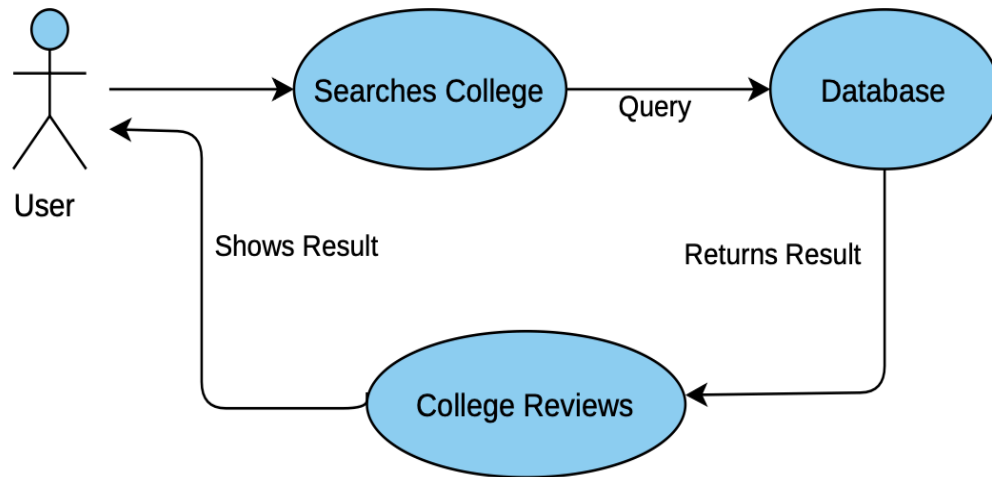 Searches College
Query
Database
User
Shows Result
Returns Result
College Reviews